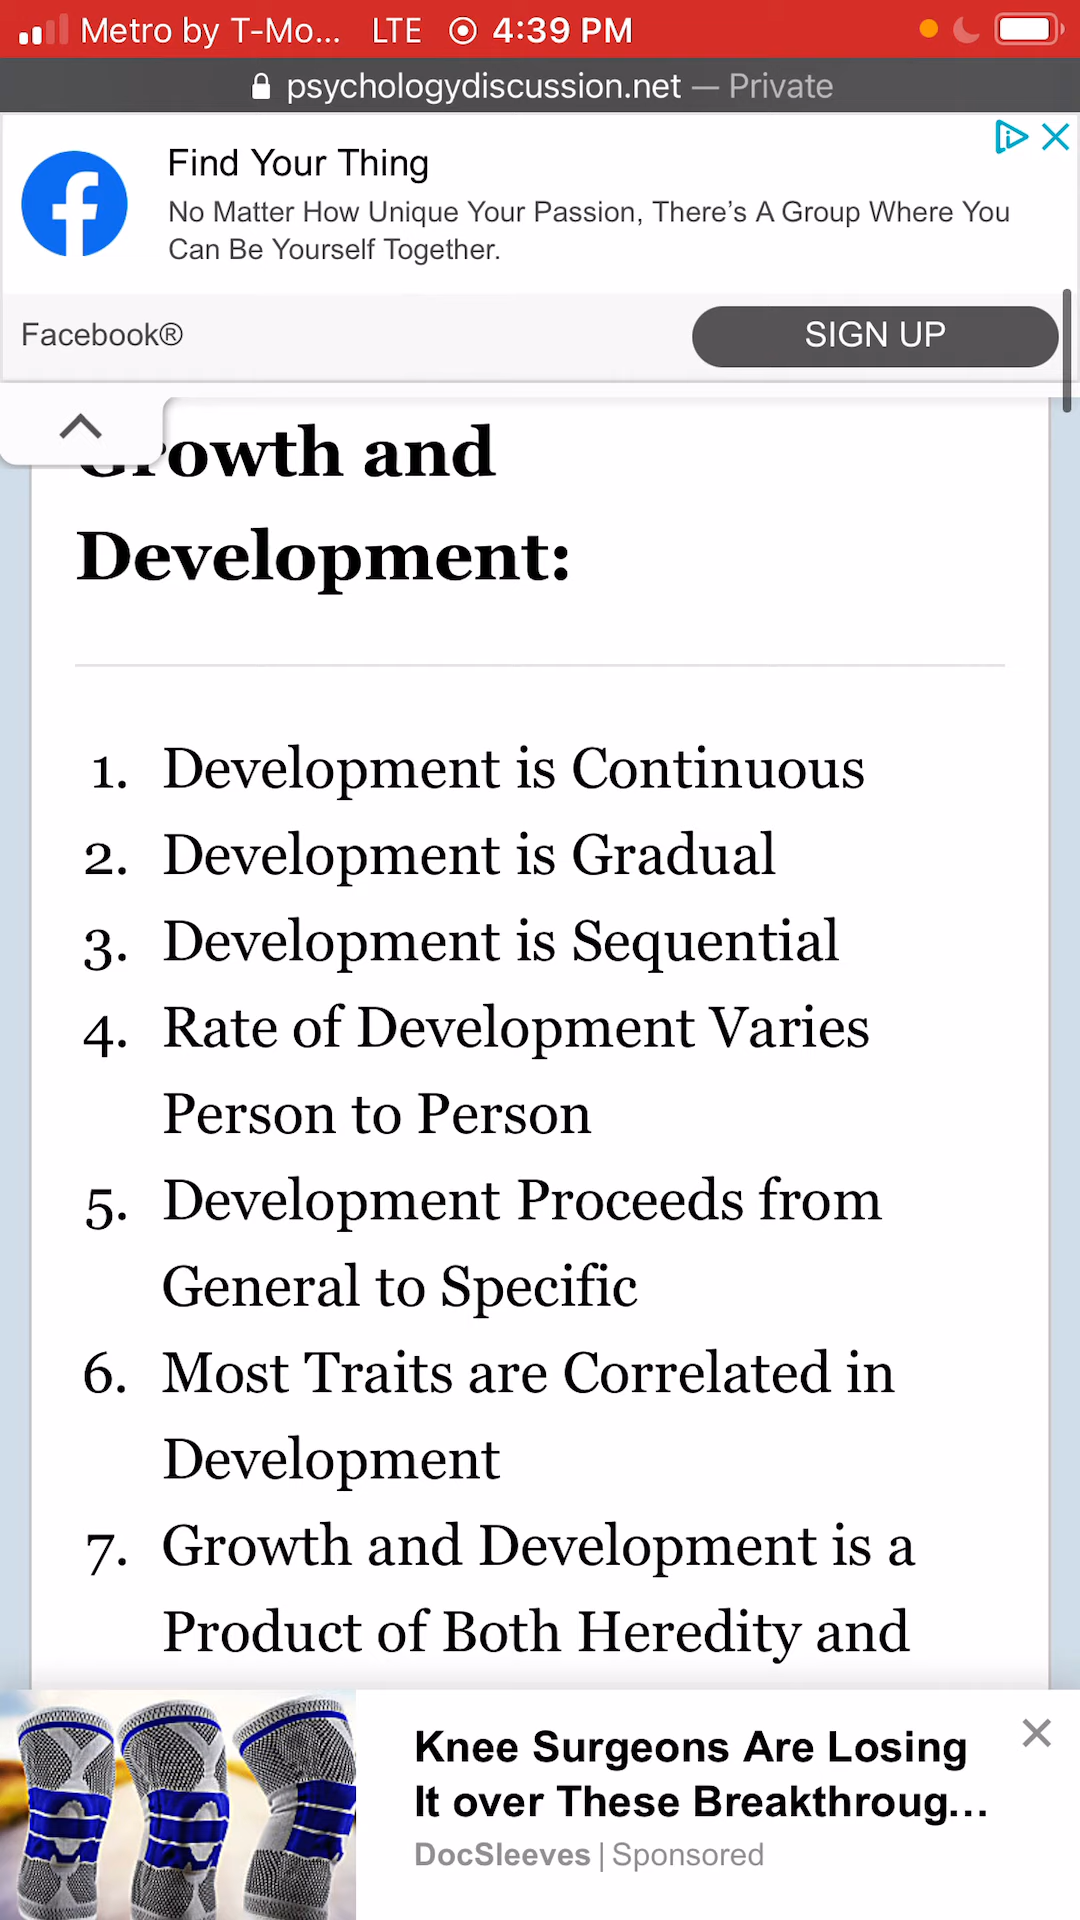 Metro by T-Mo... LTE 4:39 PM
psychologydiscussion.net — Private
Find Your Thing
No Matter How Unique Your Passion, There's A Group Where You
Can Be Yourself Together.
Facebook®
SIGN UP
Growth and
Development:
1. Development is Continuous
2. Development is Gradual
3. Development is Sequential
4. Rate of Development Varies
Person to Person
5. Development Proceeds from
General to Specific
6. Most Traits are Correlated in
Development
7. Growth and Development is a
Product of Both Heredity and
Knee Surgeons Are Losing
It over These Breakthroug...
DocSleeves | Sponsored